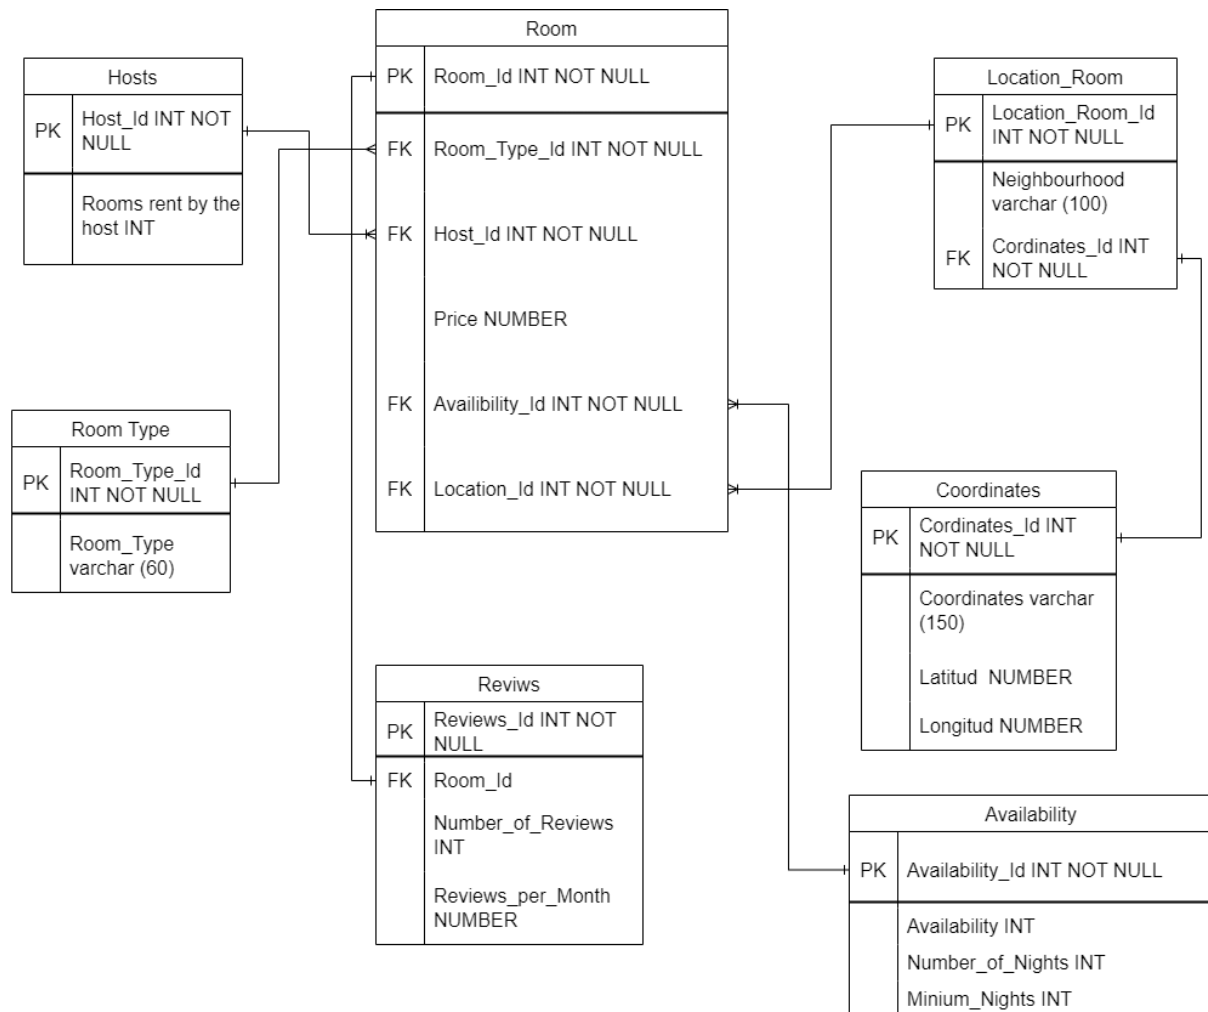 Room
PK Room_Id INT NOT NULL
FK Room_Type_Id INT NOT NULL
FK Host_Id INT NOT NULL
Price NUMBER
FK Availibility_Id INT NOT NULL
FK Location_Id INT NOT NULL
Hosts
PK Host_Id INT NOT
NULL
Rooms rent by the
host INT
Location_Room
PK Location_Room_Id
INT NOT NULL
Neighbourhood
varchar (100)
FK Cordinates_Id INT
NOT NULL
Room Type
PK Room_Type_Id
INT NOT NULL
Room_Type
varchar (60)
Coordinates
PK Cordinates_Id INT
NOT NULL
Coordinates varchar
(150)
Latitud NUMBER
Longitud NUMBER
Reviws
PK Reviews_Id INT NOT
NULL
FK Room_Id
Number_of_Reviews
INT
Reviews_per_Month
NUMBER
Availability
PK Availability_Id INT NOT NULL
Availability INT
Number_of_Nights INT
Minium_Nights INT